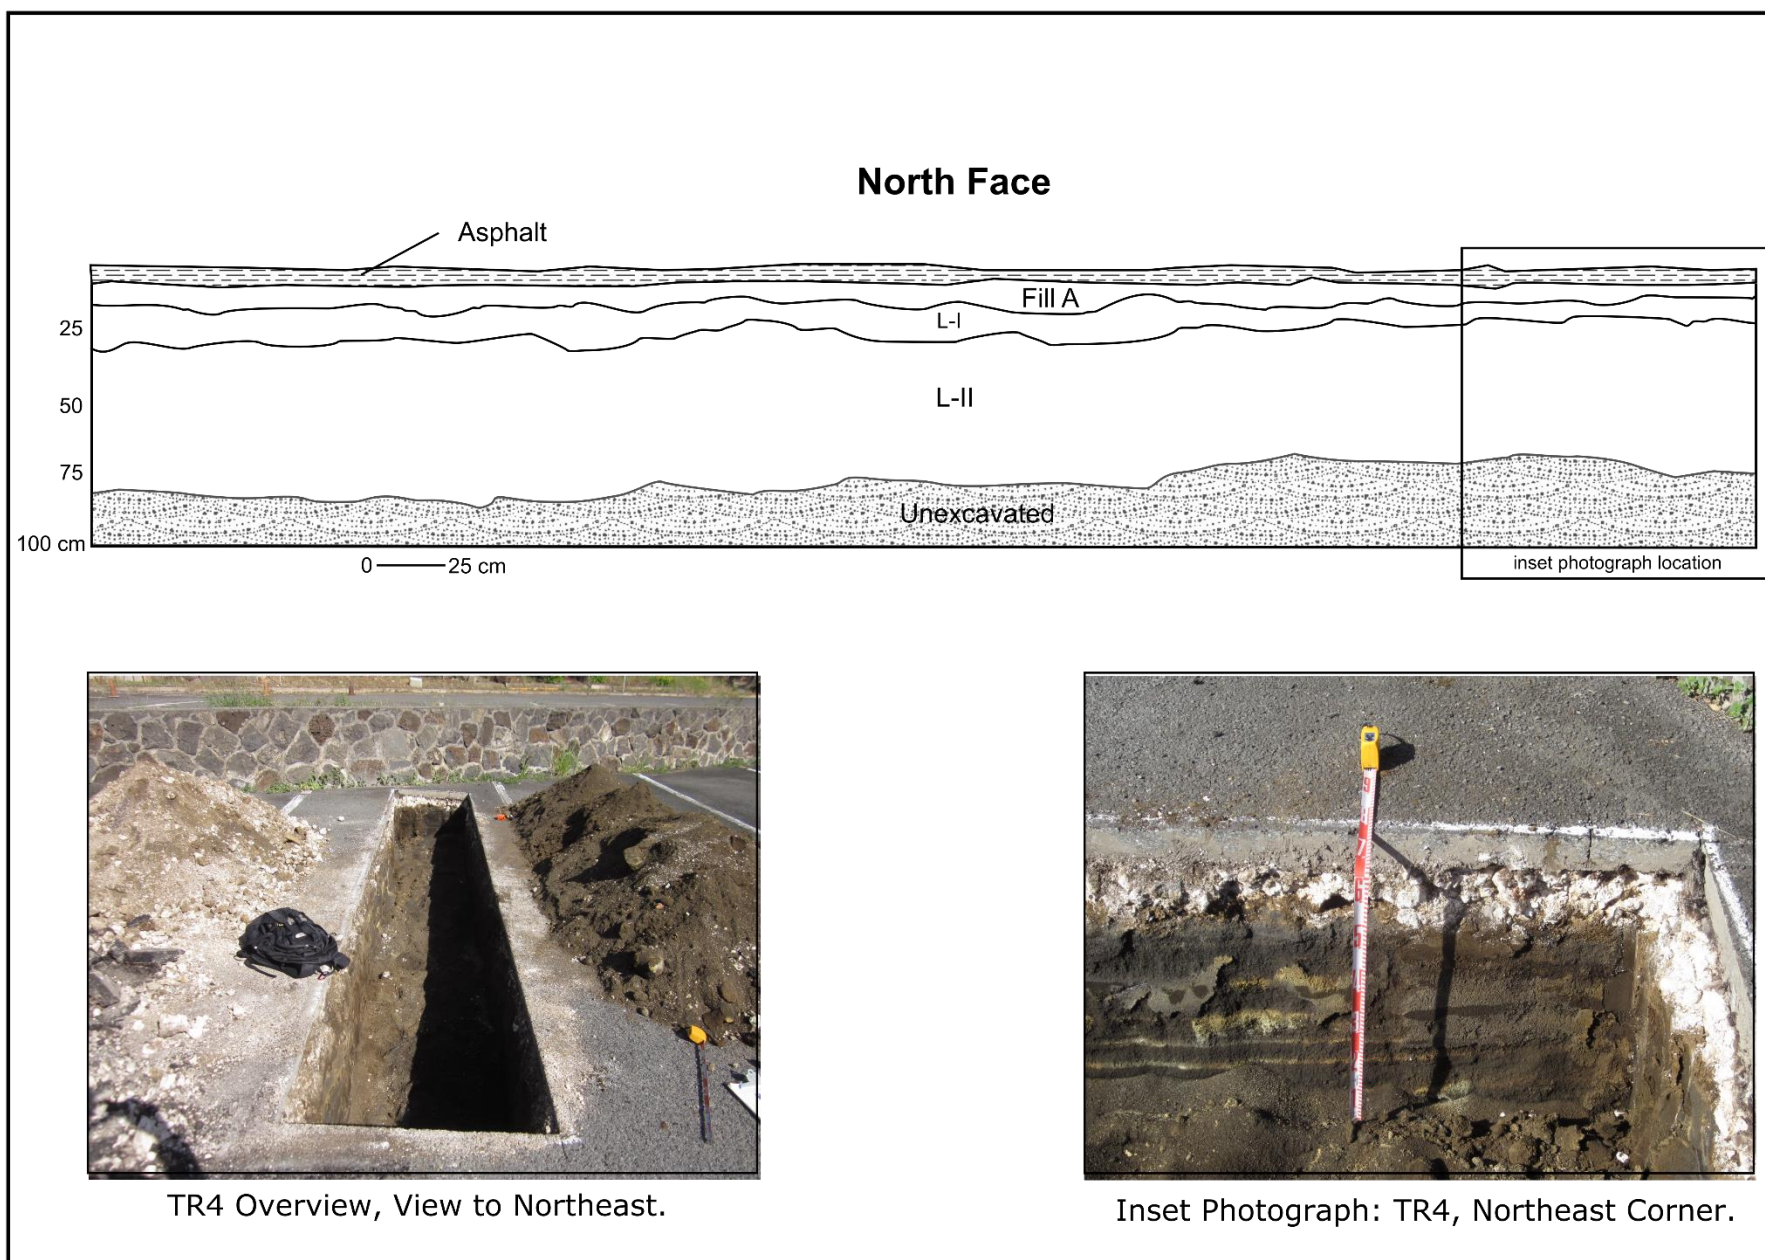 North Face
Asphalt
Fill A
L-I
25
L-II
50
75
Unexcavated
100 cm
0 25 cm
inset photograph location
TR4 Overview, View to Northeast.
Inset Photograph: TR4, Northeast Corner.